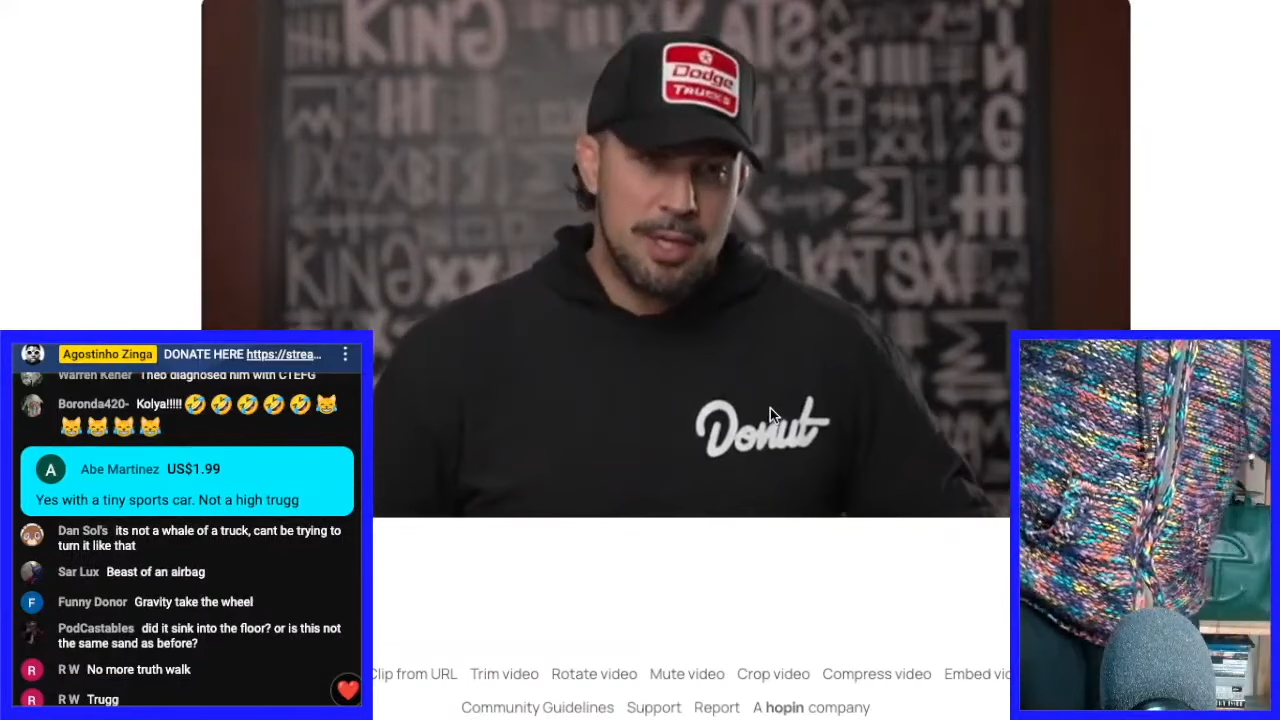 KING
KATS
Dodge
TRUCKS
HI
KING
KATSX
Donut
Agostinho Zinga DONATE HERE https://strea...
Warren Kener Theo diagnosed him with CTEFG
Boronda420- Kolya!!!!! 🤣🤣🤣🤣🤣😹
😹😹😹😹
A Abe Martinez US$1.99
Yes with a tiny sports car. Not a high trugg
Dan Sol's its not a whale of a truck, cant be trying to
turn it like that
Sar Lux Beast of an airbag
F Funny Donor Gravity take the wheel
PodCastables did it sink into the floor? or is this not
the same sand as before?
R R W No more truth walk
R R W Trugg
Clip from URL Trim video Rotate video Mute video Crop video Compress video Embed vid
Community Guidelines Support Report A hopin company